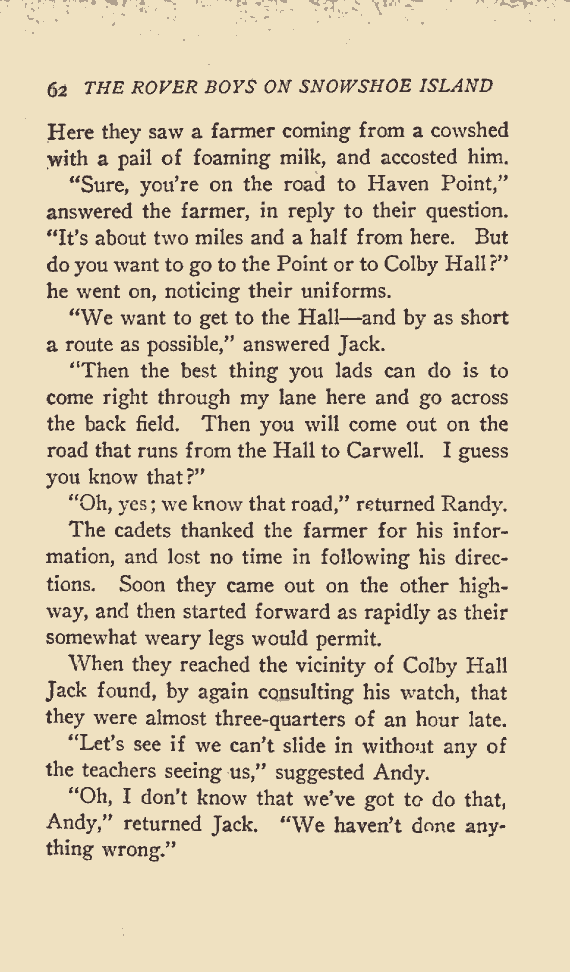 62 THE ROVER BOYS ON SNOWSHOE ISLAND
Here they saw a farmer coming from a cowshed
with a pail of foaming milk, and accosted him.
"Sure, you're on the road to Haven Point,"
answered the farmer, in reply to their question.
"It's about two miles and a half from here. But
do you want to go to the Point or to Colby Hall?"
he went on, noticing their uniforms.
"We want to get to the Hall—and by as short
a route as possible," answered Jack.
"Then the best thing you lads can do is to
come right through my lane here and go across
the back field. Then you will come out on the
road that runs from the Hall to Carwell. I guess
you know that?"
"Oh, yes; we know that road," returned Randy.
The cadets thanked the farmer for his infor-
mation, and lost no time in following his direc-
tions. Soon they came out on the other high-
way, and then started forward as rapidly as their
somewhat weary legs would permit.
When they reached the vicinity of Colby Hall
Jack found, by again consulting his watch, that
they were almost three-quarters of an hour late.
"Let's see if we can't slide in without any of
the teachers seeing us," suggested Andy.
"Oh, I don't know that we've got to do that,
Andy," returned Jack. "We haven't done any-
thing wrong."